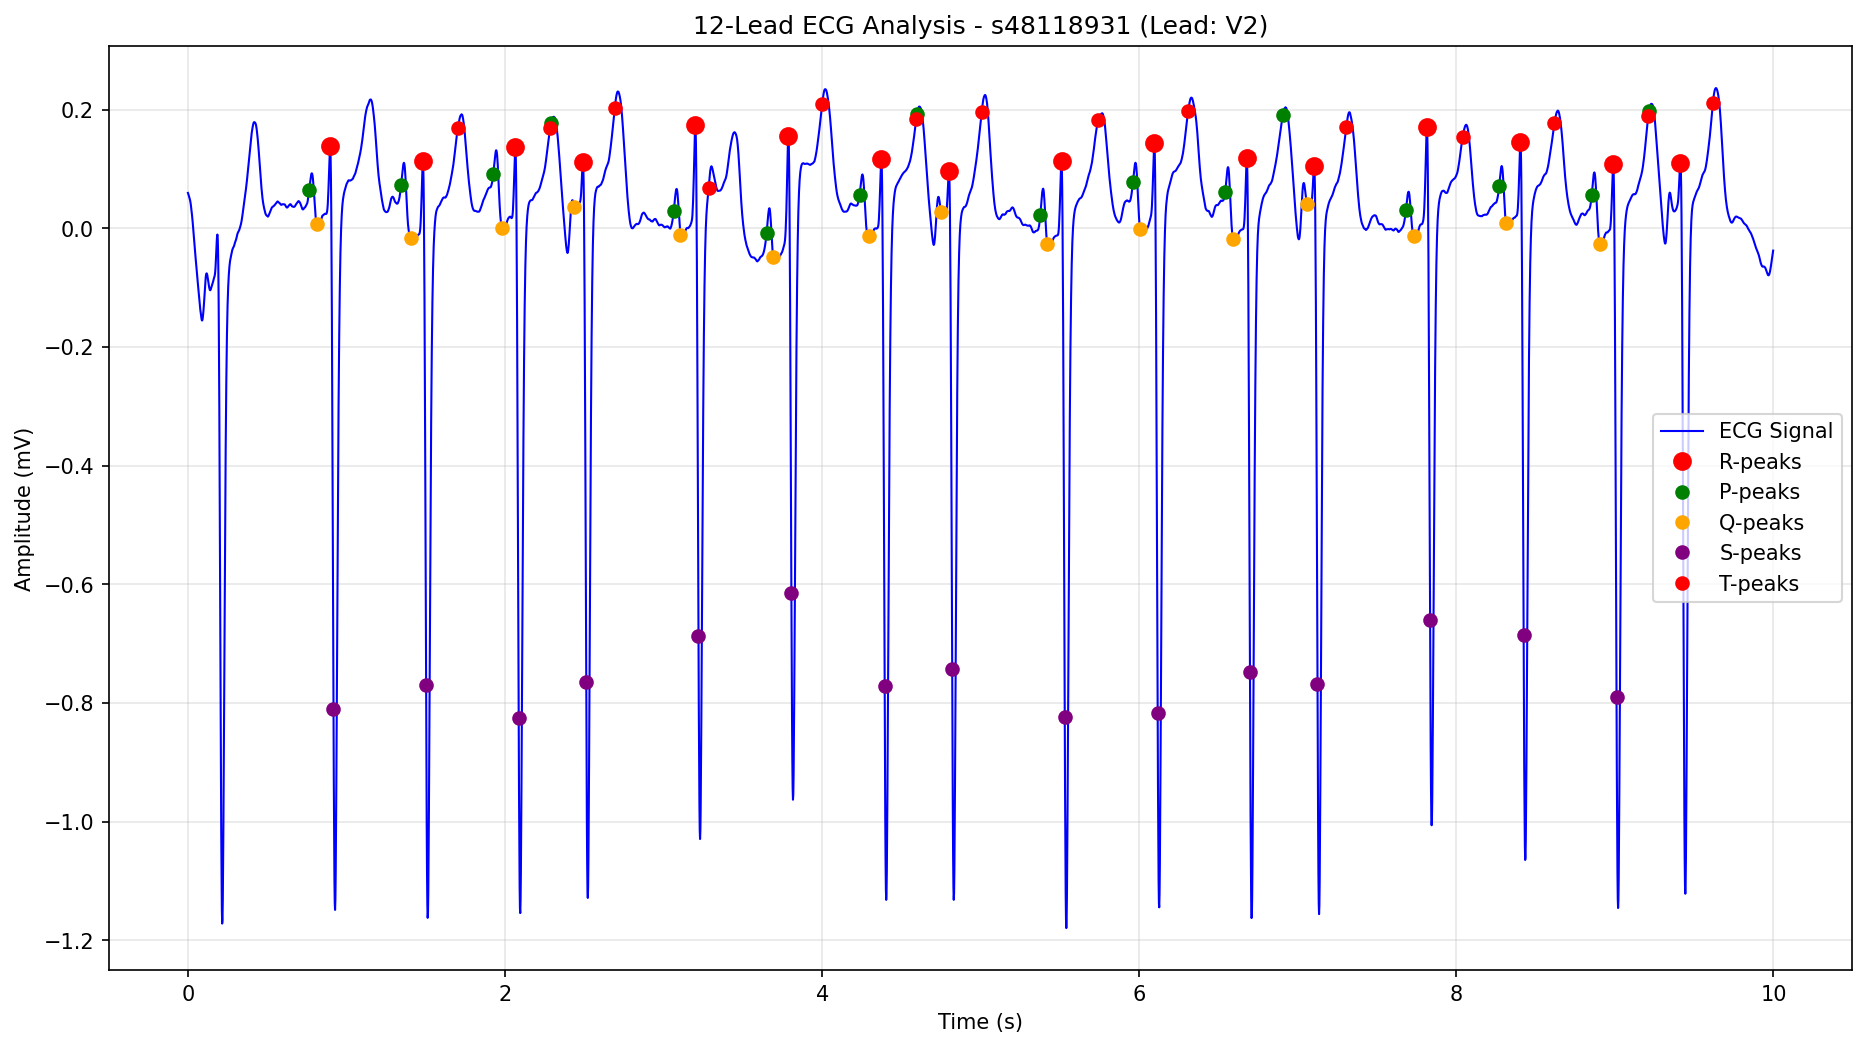 12-Lead ECG Analysis - s48118931 (Lead: V2)
0.2
0.0
−0.2
−0.4
−0.6
−0.8
−1.0
−1.2
Amplitude (mV)
ECG Signal
R-peaks
P-peaks
Q-peaks
S-peaks
T-peaks
0
2
4
6
8
10
Time (s)